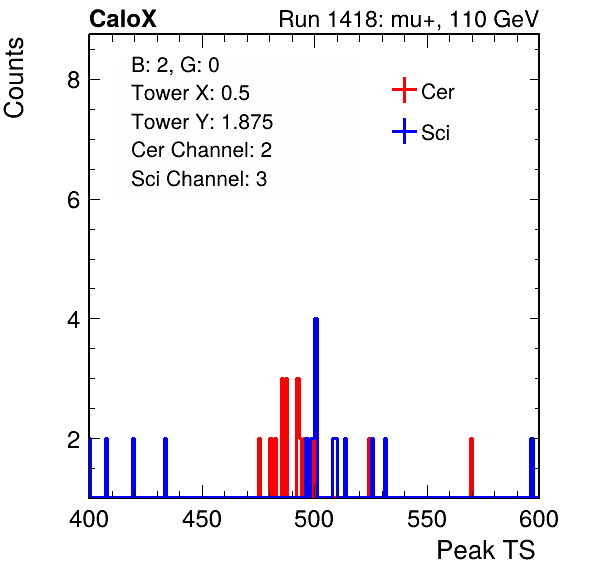 CaloX Run 1418: mu+, 110 GeV
Counts
B: 2, G: 0
Tower X: 0.5
Tower Y: 1.875
Cer Channel: 2
Sci Channel: 3
Cer
Sci
8
6
4
2
400 450 500 550 600
Peak TS